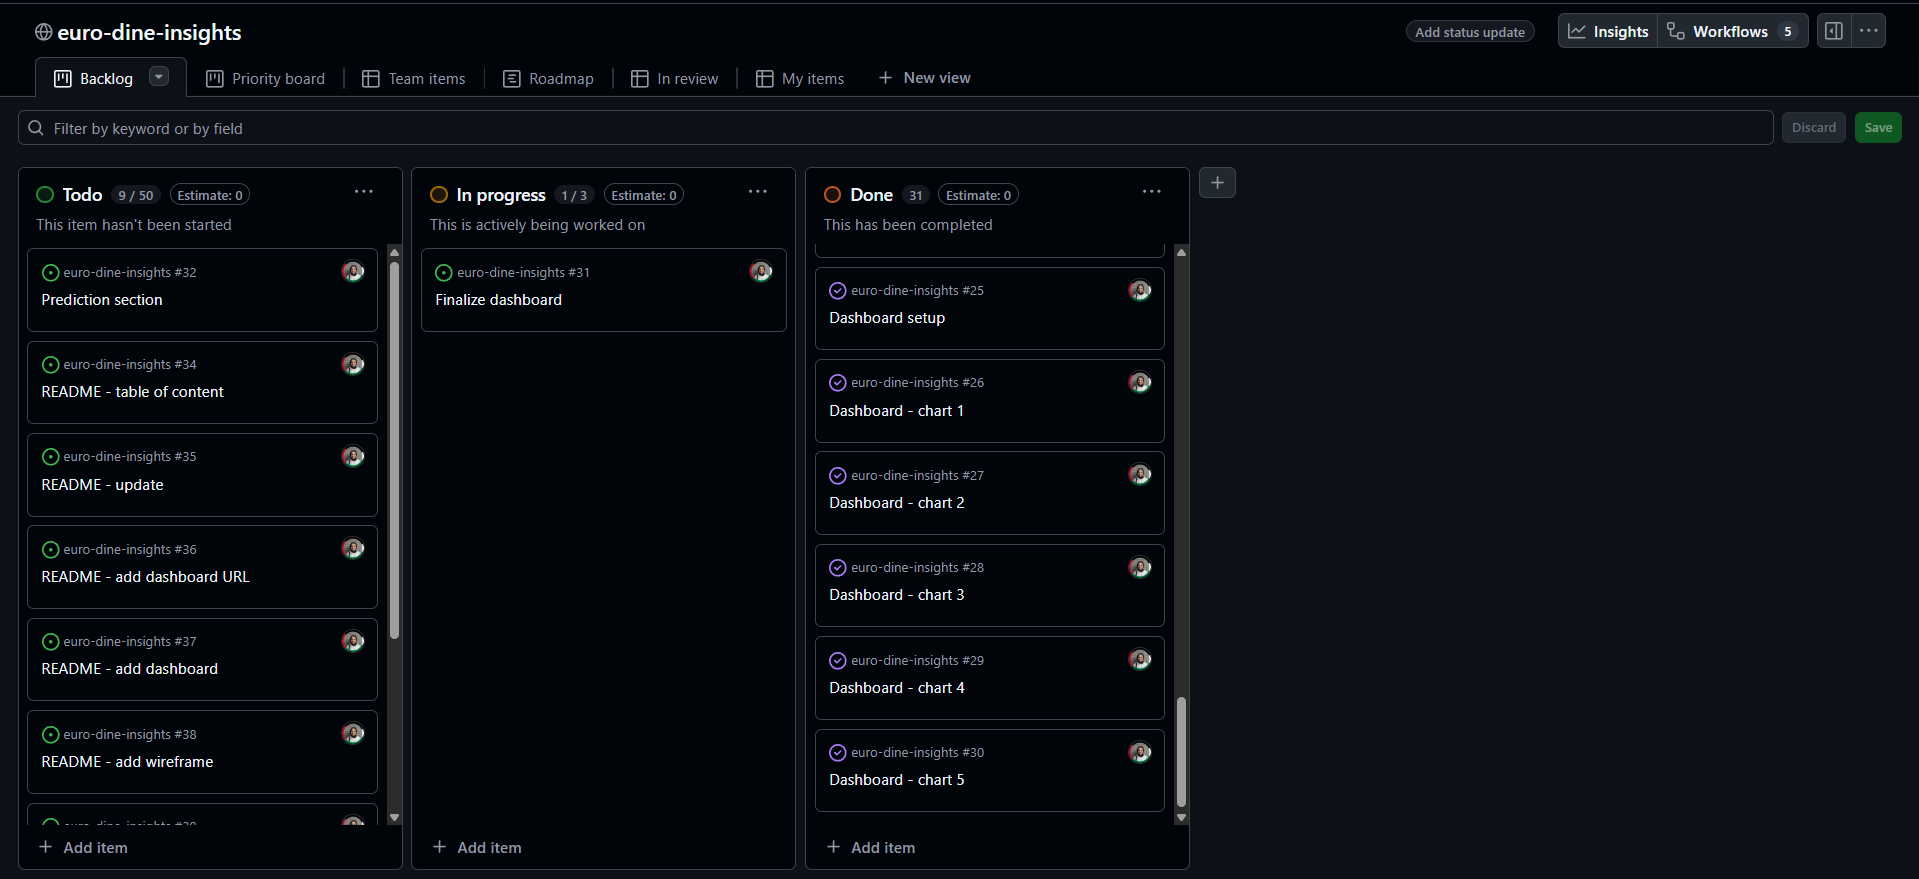 euro-dine-insights
Add status update
Insights
Workflows 5
Backlog
Priority board
Team items
Roadmap
In review
My items
New view
Filter by keyword or by field
Discard
Save
Todo 9 / 50 Estimate: 0
This item hasn't been started
euro-dine-insights #32
Prediction section
euro-dine-insights #34
README - table of content
euro-dine-insights #35
README - update
euro-dine-insights #36
README - add dashboard URL
euro-dine-insights #37
README - add dashboard
euro-dine-insights #38
README - add wireframe
Add item
In progress 1 / 3 Estimate: 0
This is actively being worked on
euro-dine-insights #31
Finalize dashboard
Add item
Done 31 Estimate: 0
This has been completed
euro-dine-insights #25
Dashboard setup
euro-dine-insights #26
Dashboard - chart 1
euro-dine-insights #27
Dashboard - chart 2
euro-dine-insights #28
Dashboard - chart 3
euro-dine-insights #29
Dashboard - chart 4
euro-dine-insights #30
Dashboard - chart 5
Add item